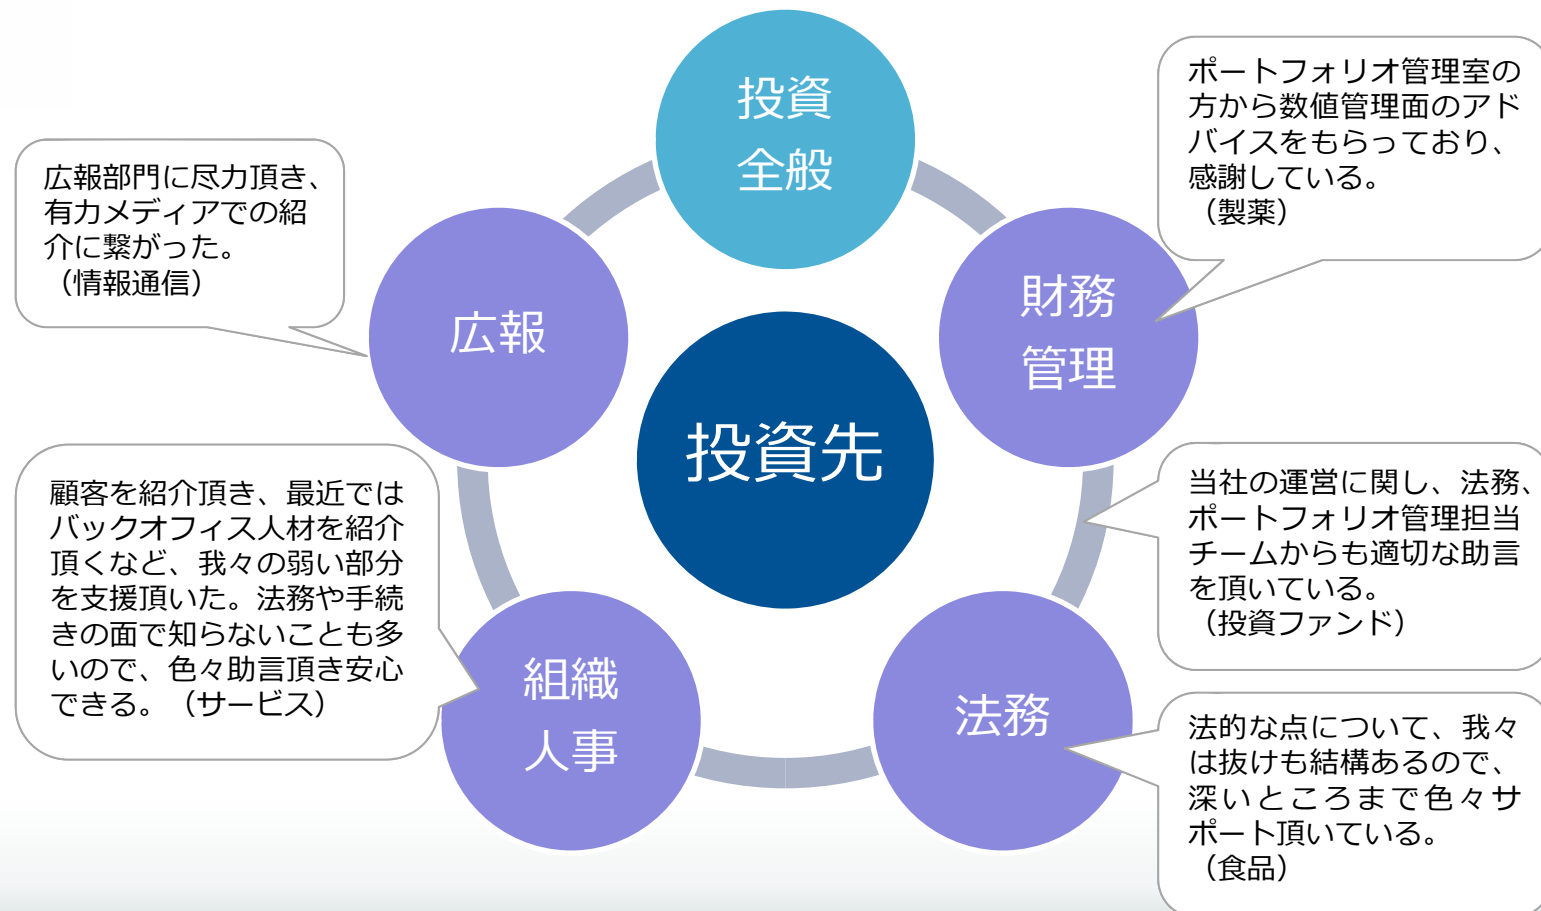 投資
全般
ポートフォリオ管理室の
方から数値管理面のアド
バイスをもらっており、
感謝している。
（製薬）
広報部門に尽力頂き、
有力メディアでの紹
介に繋がった。
（情報通信）
広報
財務
管理
投資先
顧客を紹介頂き、最近では
バックオフィス人材を紹介
頂くなど、我々の弱い部分
を支援頂いた。法務や手続
きの面で知らないことも多
いので、色々助言頂き安心
できる。（サービス）
当社の運営に関し、法務、
ポートフォリオ管理担当
チームからも適切な助言
を頂いている。
（投資ファンド）
組織
人事
法務
法的な点について、我々
は抜けも結構あるので、
深いところまで色々サ
ポート頂いている。
（食品）